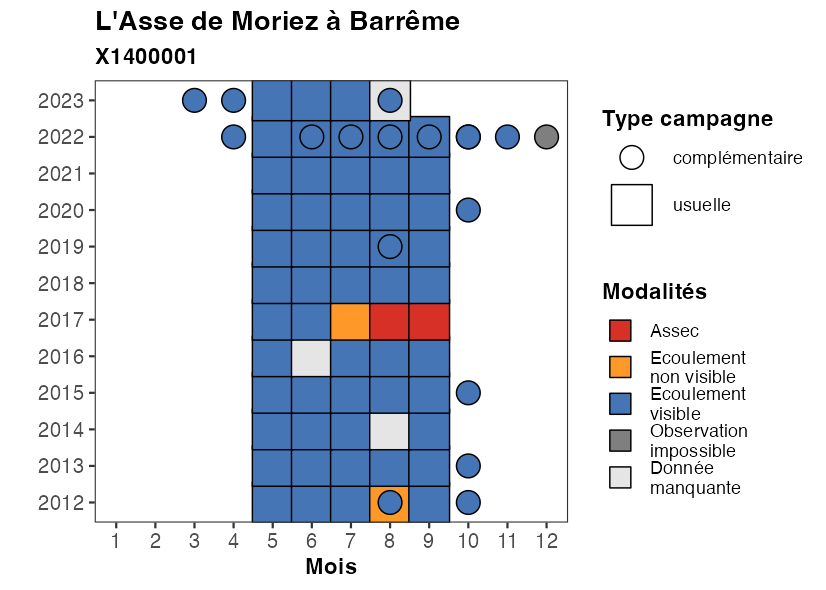 L'Asse de Moriez à Barrême
X1400001
2023
2022
2021
2020
2019
2018
2017
2016
2015
2014
2013
2012
1 2 3 4 5 6 7 8 9 10 11 12
Mois
Type campagne
complémentaire
usuelle
Modalités
Assec
Ecoulement
non visible
Ecoulement
visible
Observation
impossible
Donnée
manquante